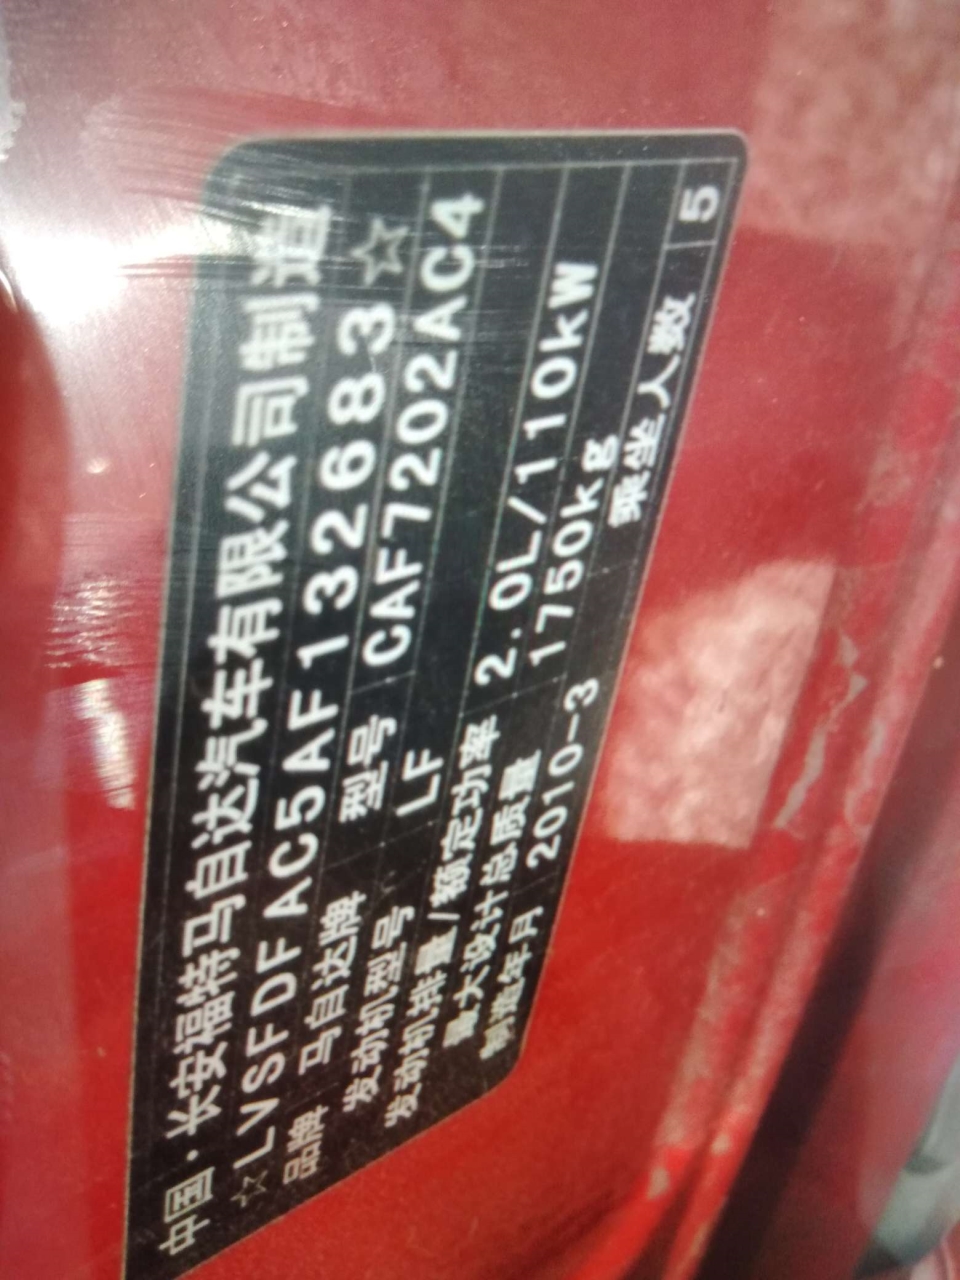 中国·长安福特马自达汽车有限公司制造
☆LVSFDFAC5AF132683☆
品牌 马自达牌 型号 CAF7202AC4
发动机型号 LF
发动机排量/额定功率 2.0L/110kW
最大设计总质量 1750kg
制造年月 2010-3 乘坐人数 5